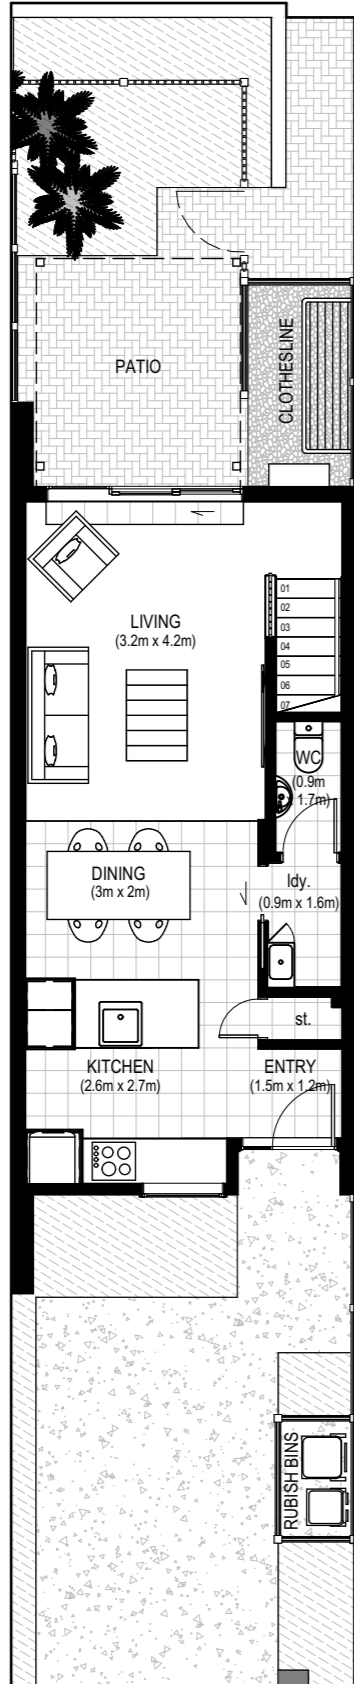 PATIO
CLOTHESLINE
LIVING
(3.2m x 4.2m)
01
02
03
04
05
06
07
WC
(0.9m
x 1.7m)
DINING
(3m x 2m)
ldy.
(0.9m x 1.6m)
st.
KITCHEN
(2.6m x 2.7m)
ENTRY
(1.5m x 1.2m)
RUBISH BINS